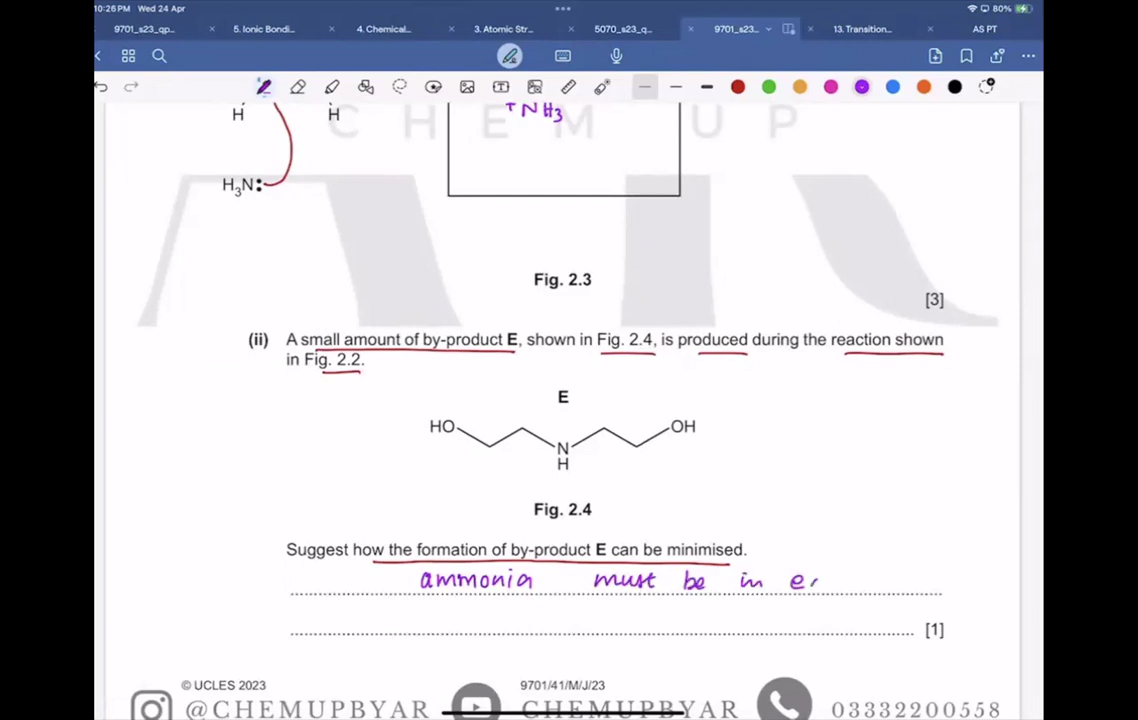 10:26 PM Wed 24 Apr
80%
9701_s23_qp... 5. Ionic Bondi... 4. Chemical... 3. Atomic Str... 5070_s23_q... 9701_s23... 13. Transition... AS PT
H H
+NH3
CHEM UP
H3N:
Fig. 2.3
[3]
(ii) A small amount of by-product E, shown in Fig. 2.4, is produced during the reaction shown
in Fig. 2.2.
E
HO OH
N
H
Fig. 2.4
Suggest how the formation of by-product E can be minimised.
ammonia must be in
[1]
© UCLES 2023 9701/41/M/J/23
@CHEMUPBYAR CHEMUPBYAR 03332200558